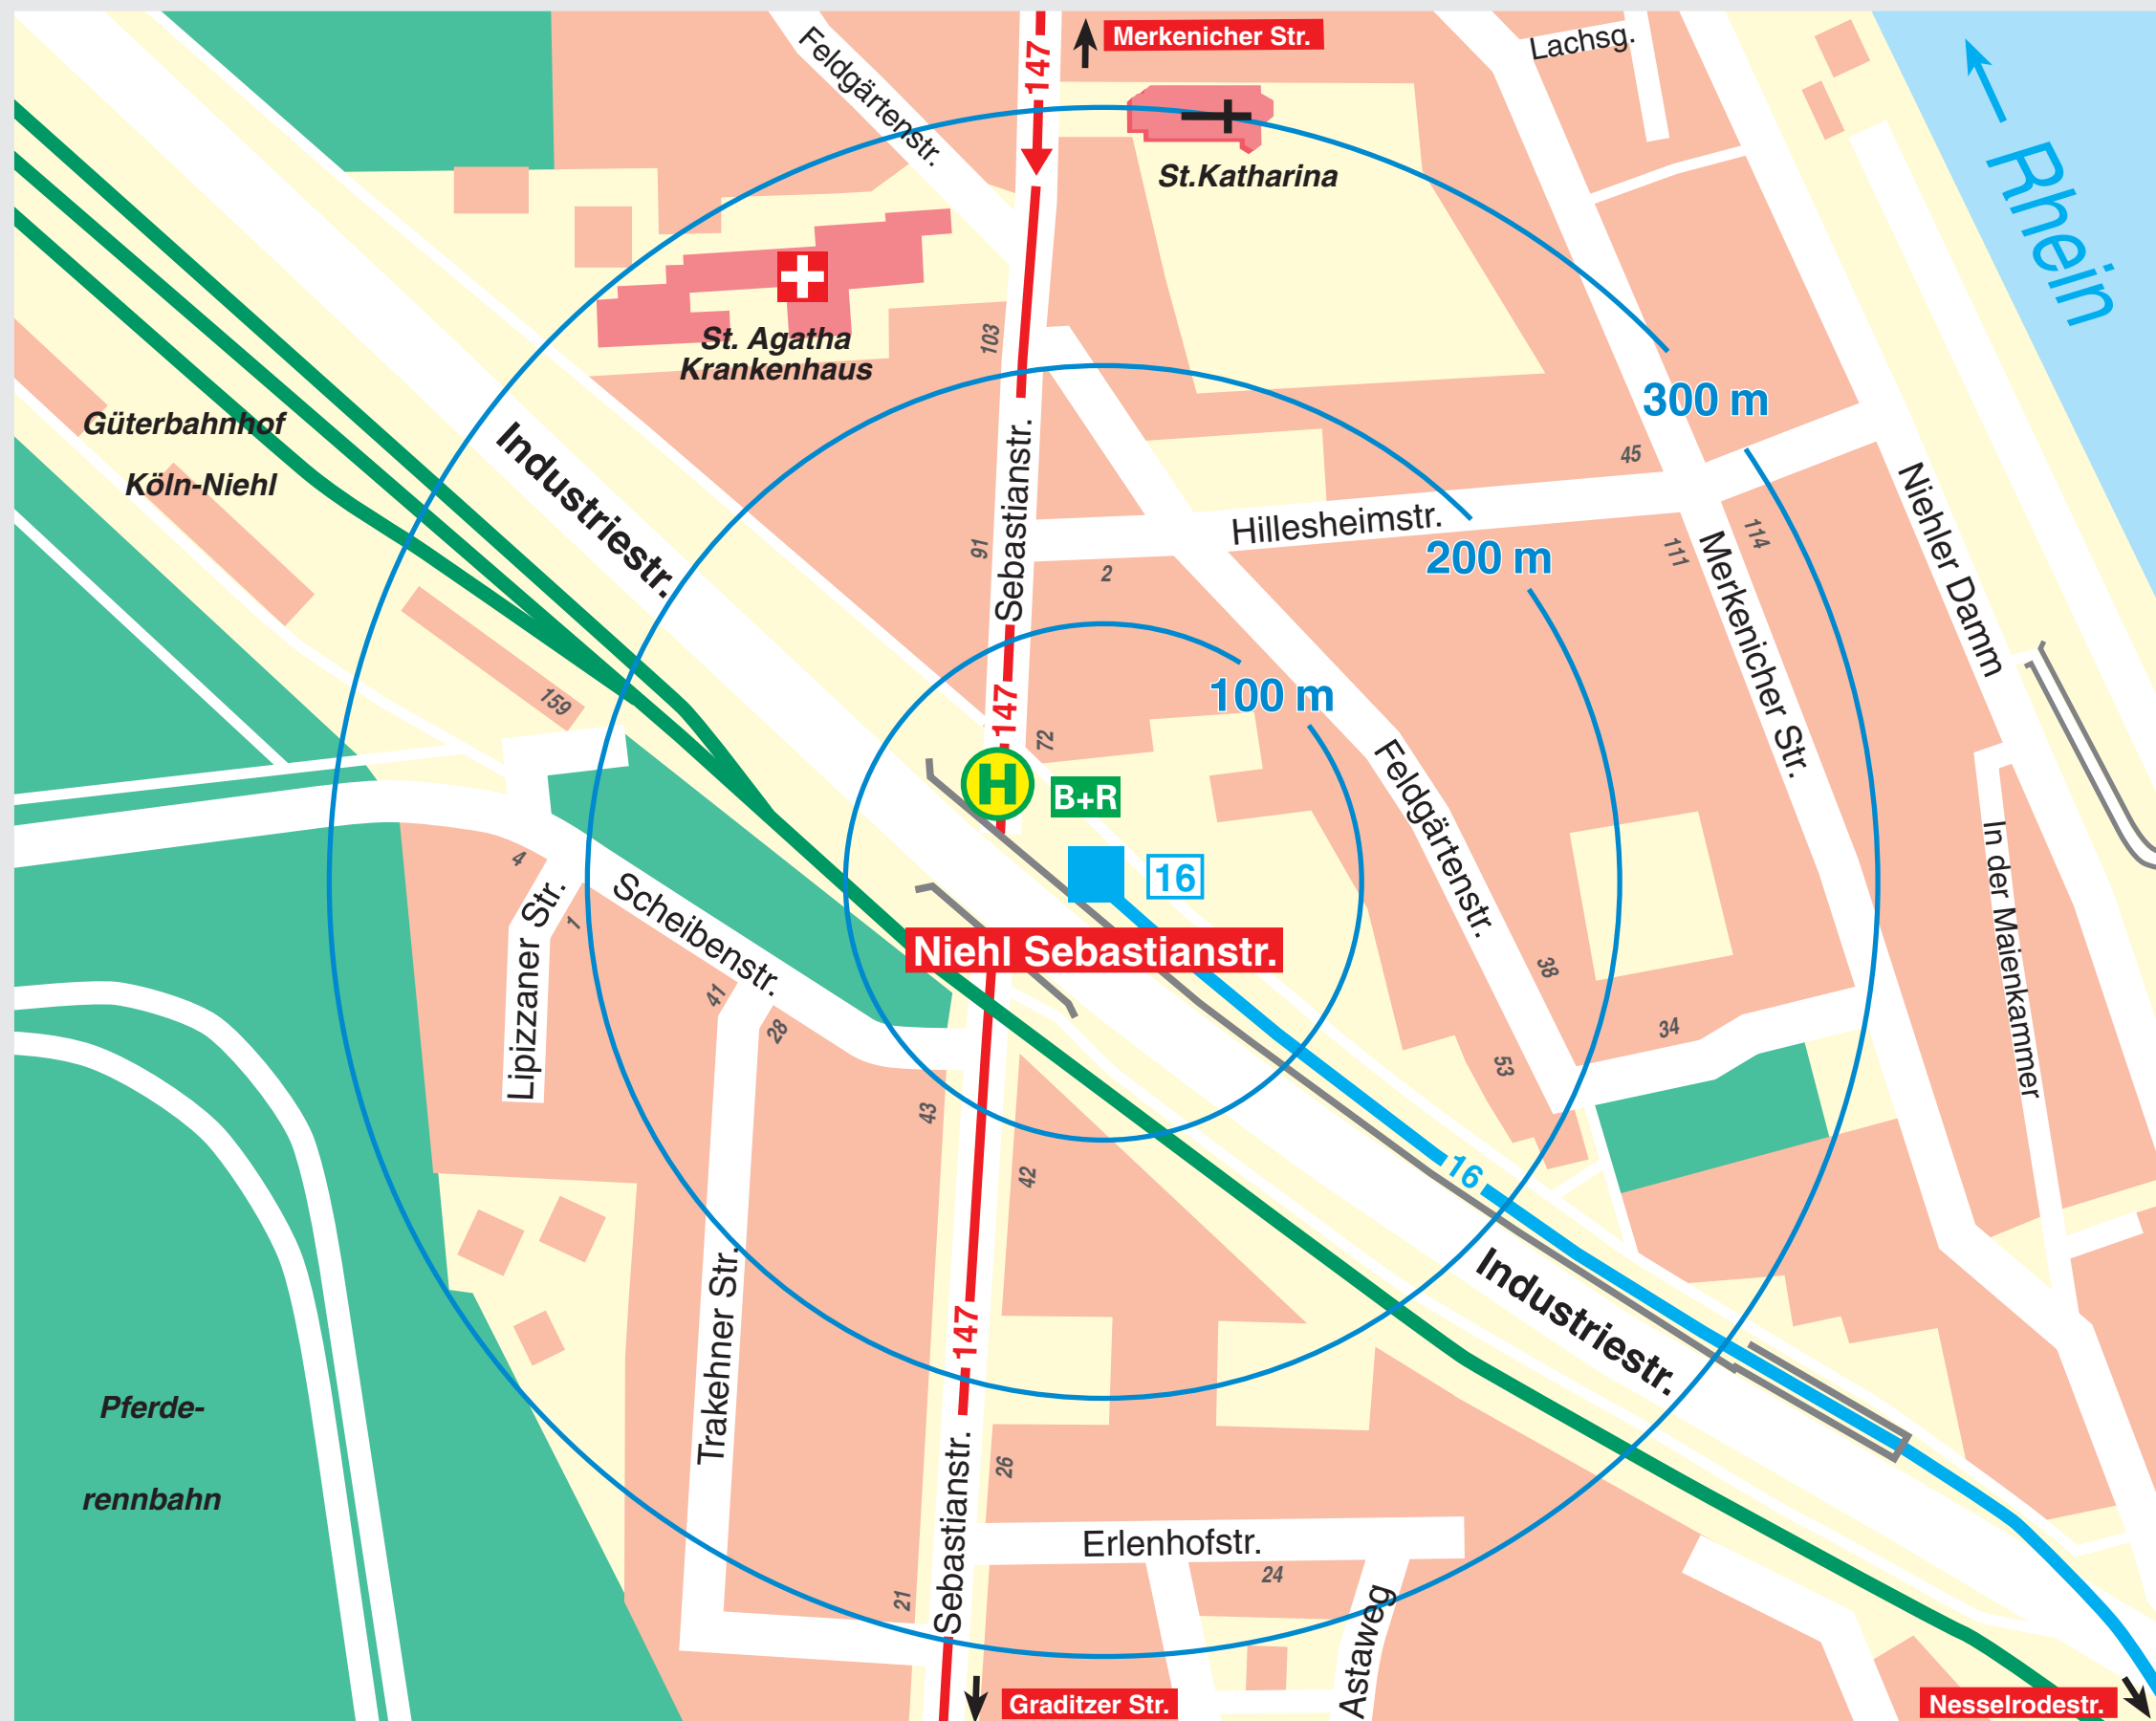 Merkenicher Str.
Lachsg.
Feldgärtenstr.
147
St.Katharina
Rhein
St. Agatha
Krankenhaus
103
300 m
Güterbahnhof
Köln-Niehl
Industriestr.
Sebastianstr.
45
Hillesheimstr.
200 m
91
2
111
114
Niehler Damm
Merkenicher Str.
100 m
147
159
72
H
B+R
Feldgärtenstr.
16
4
Lipizzaner Str.
1
Scheibenstr.
Niehl Sebastianstr.
In der Maienkammer
41
28
38
34
53
43
42
16
Trakehner Str.
147
Industriestr.
Pferde-
rennbahn
Sebastianstr.
26
Erlenhofstr.
24
21
Astaweg
Graditzer Str.
Nesselrodestr.